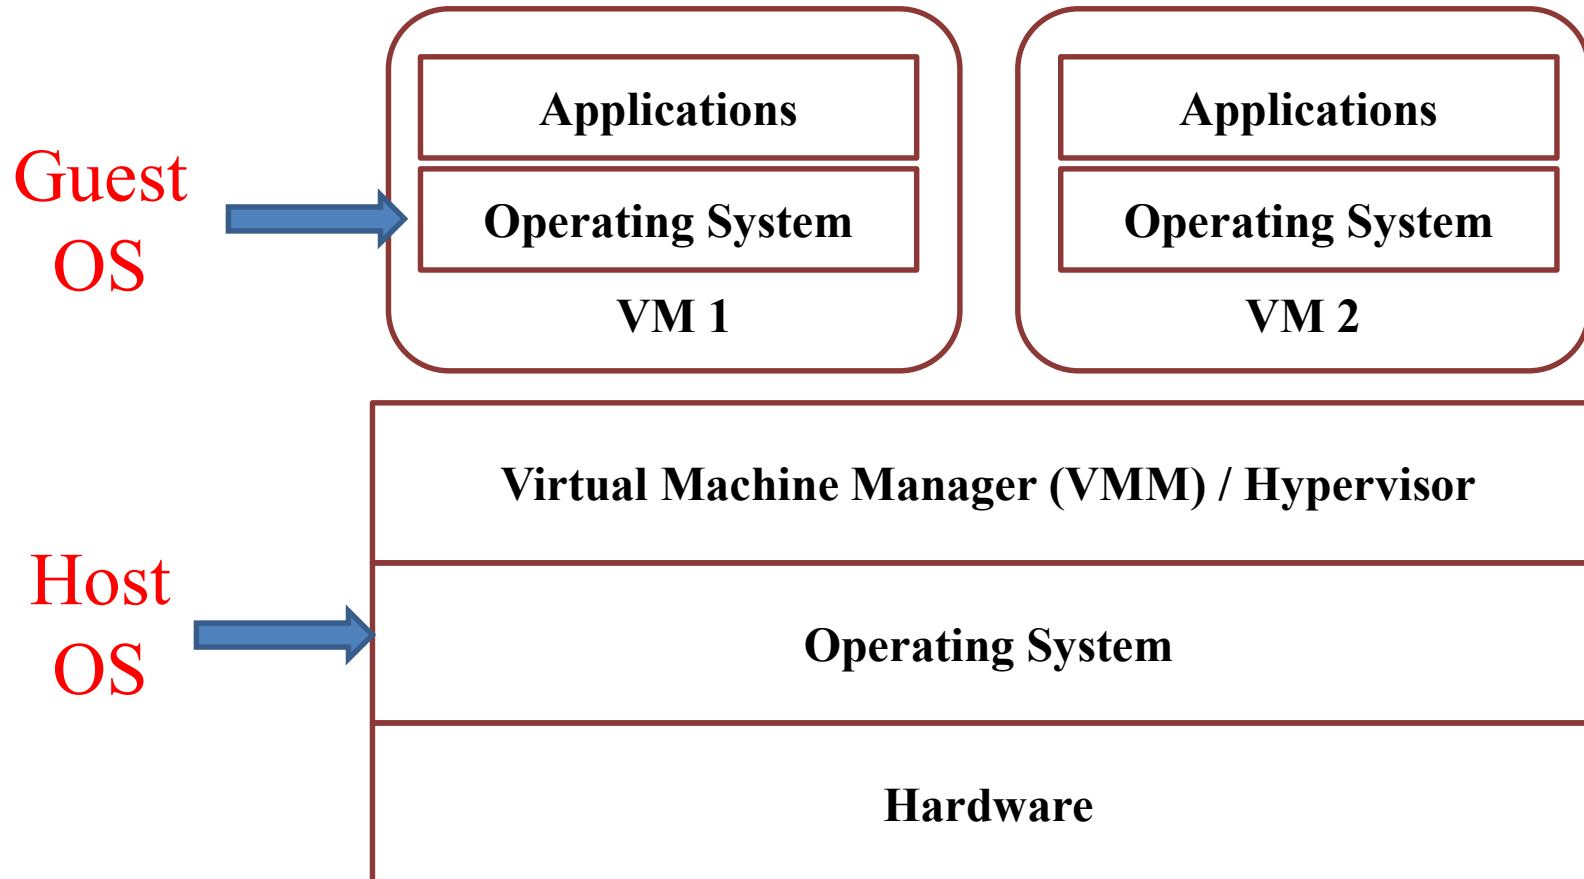 Applications
Applications
Guest
OS
Operating System
Operating System
VM 1
VM 2
Virtual Machine Manager (VMM) / Hypervisor
Host
OS
Operating System
Hardware